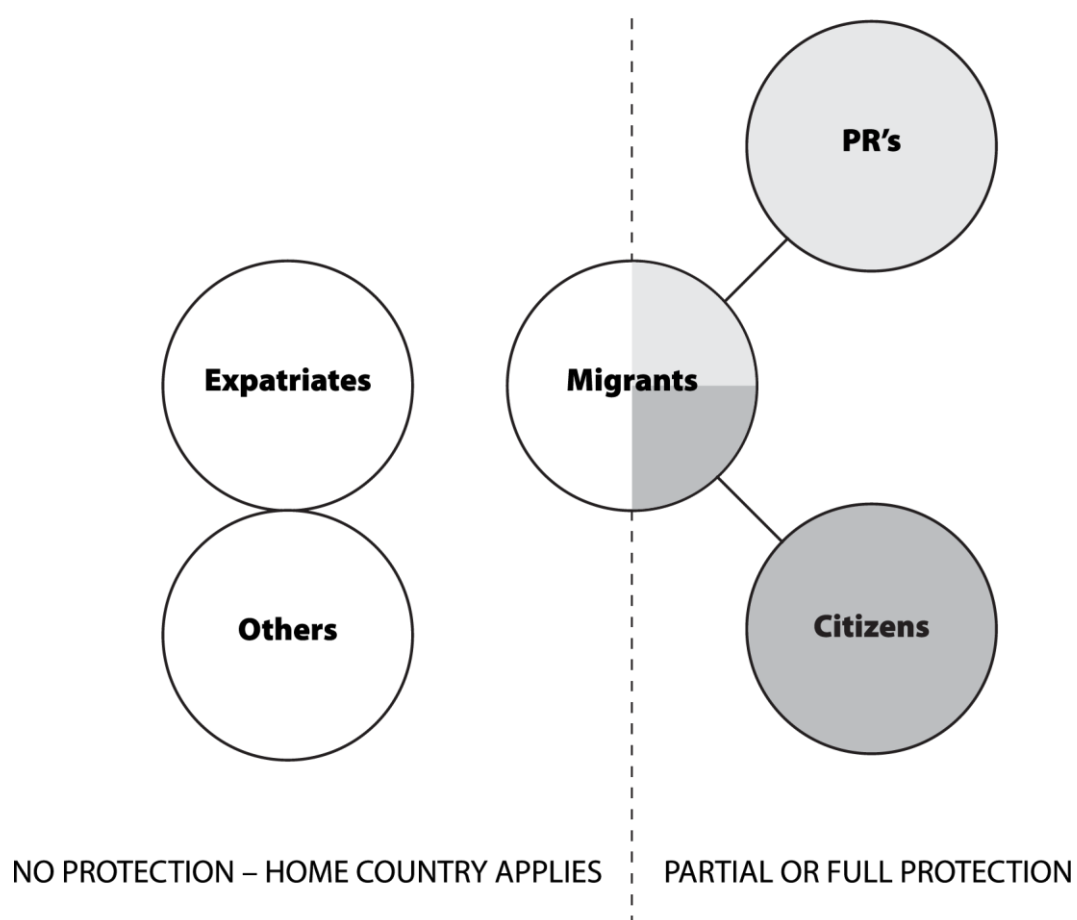 PR's
Expatriates
Migrants
Others
Citizens
NO PROTECTION – HOME COUNTRY APPLIES
PARTIAL OR FULL PROTECTION